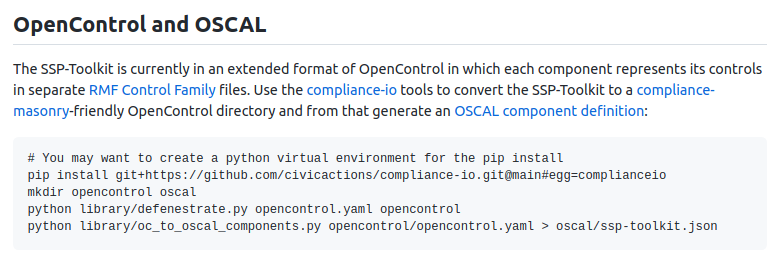 OpenControl and OSCAL
The SSP-Toolkit is currently in an extended format of OpenControl in which each component represents its controls
in separate RMF Control Family files. Use the compliance-io tools to convert the SSP-Toolkit to a compliance-
masonry-friendly OpenControl directory and from that generate an OSCAL component definition:
# You may want to create a python virtual environment for the pip install
pip install git+https://github.com/civicactions/compliance-io.git@main#egg=complianceio
mkdir opencontrol oscal
python library/defenestrate.py opencontrol.yaml opencontrol
python library/oc_to_oscal_components.py opencontrol/opencontrol.yaml > oscal/ssp-toolkit.json